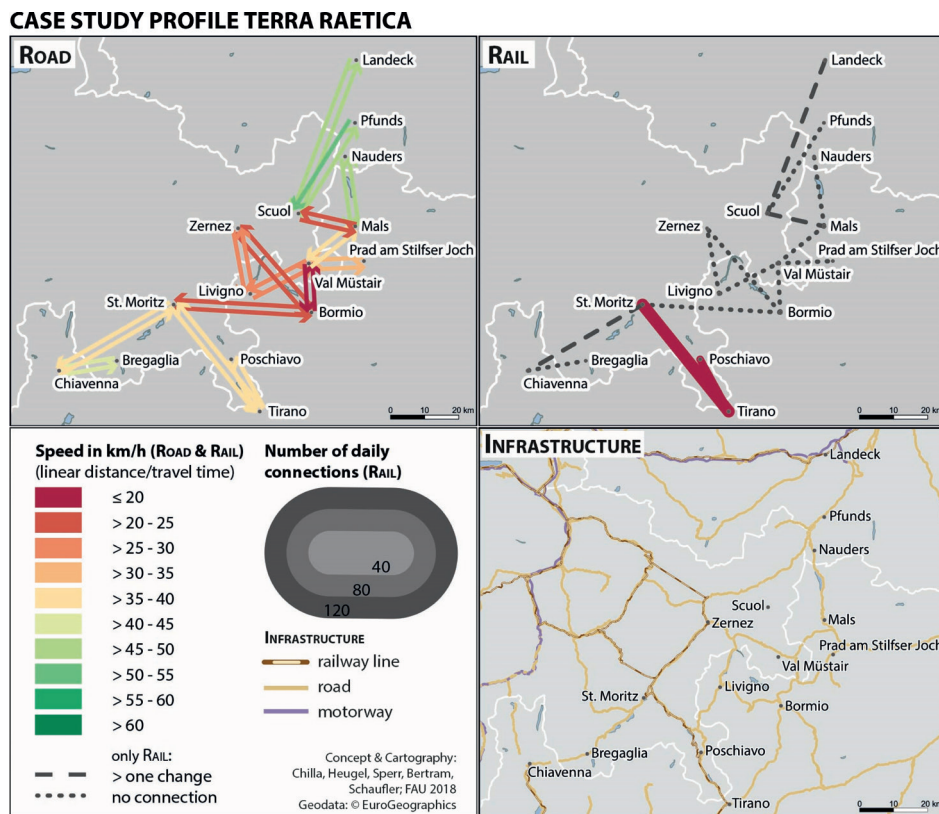 CASE STUDY PROFILE TERRA RAETICA
ROAD
Landeck
Pfunds
Nauders
Scuol
Mals
Zernez
Prad am Stilfser Joch
Val Müstair
Livigno
St. Moritz
Bormio
Bregaglia
Poschiavo
Chiavenna
Tirano
0 10 20 km
RAIL
Landeck
Pfunds
Nauders
Scuol
Mals
Zernez
Prad am Stilfser Joch
Val Müstair
Livigno
St. Moritz
Bormio
Bregaglia
Poschiavo
Chiavenna
Tirano
0 10 20 km
Speed in km/h (ROAD & RAIL)
(linear distance/travel time)
≤ 20
> 20 - 25
> 25 - 30
> 30 - 35
> 35 - 40
> 40 - 45
> 45 - 50
> 50 - 55
> 55 - 60
> 60
only RAIL:
> one change
no connection
Number of daily
connections (RAIL)
40
80
120
INFRASTRUCTURE
railway line
road
motorway
Concept & Cartography:
Chilla, Heugel, Sperr, Bertram,
Schaufler; FAU 2018
Geodata: © EuroGeographics
INFRASTRUCTURE
Landeck
Pfunds
Nauders
Scuol
Zernez
Mals
Prad am Stilfser Joch
Val Müstair
Livigno
St. Moritz
Bormio
Bregaglia
Poschiavo
Chiavenna
Tirano
0 10 20 km